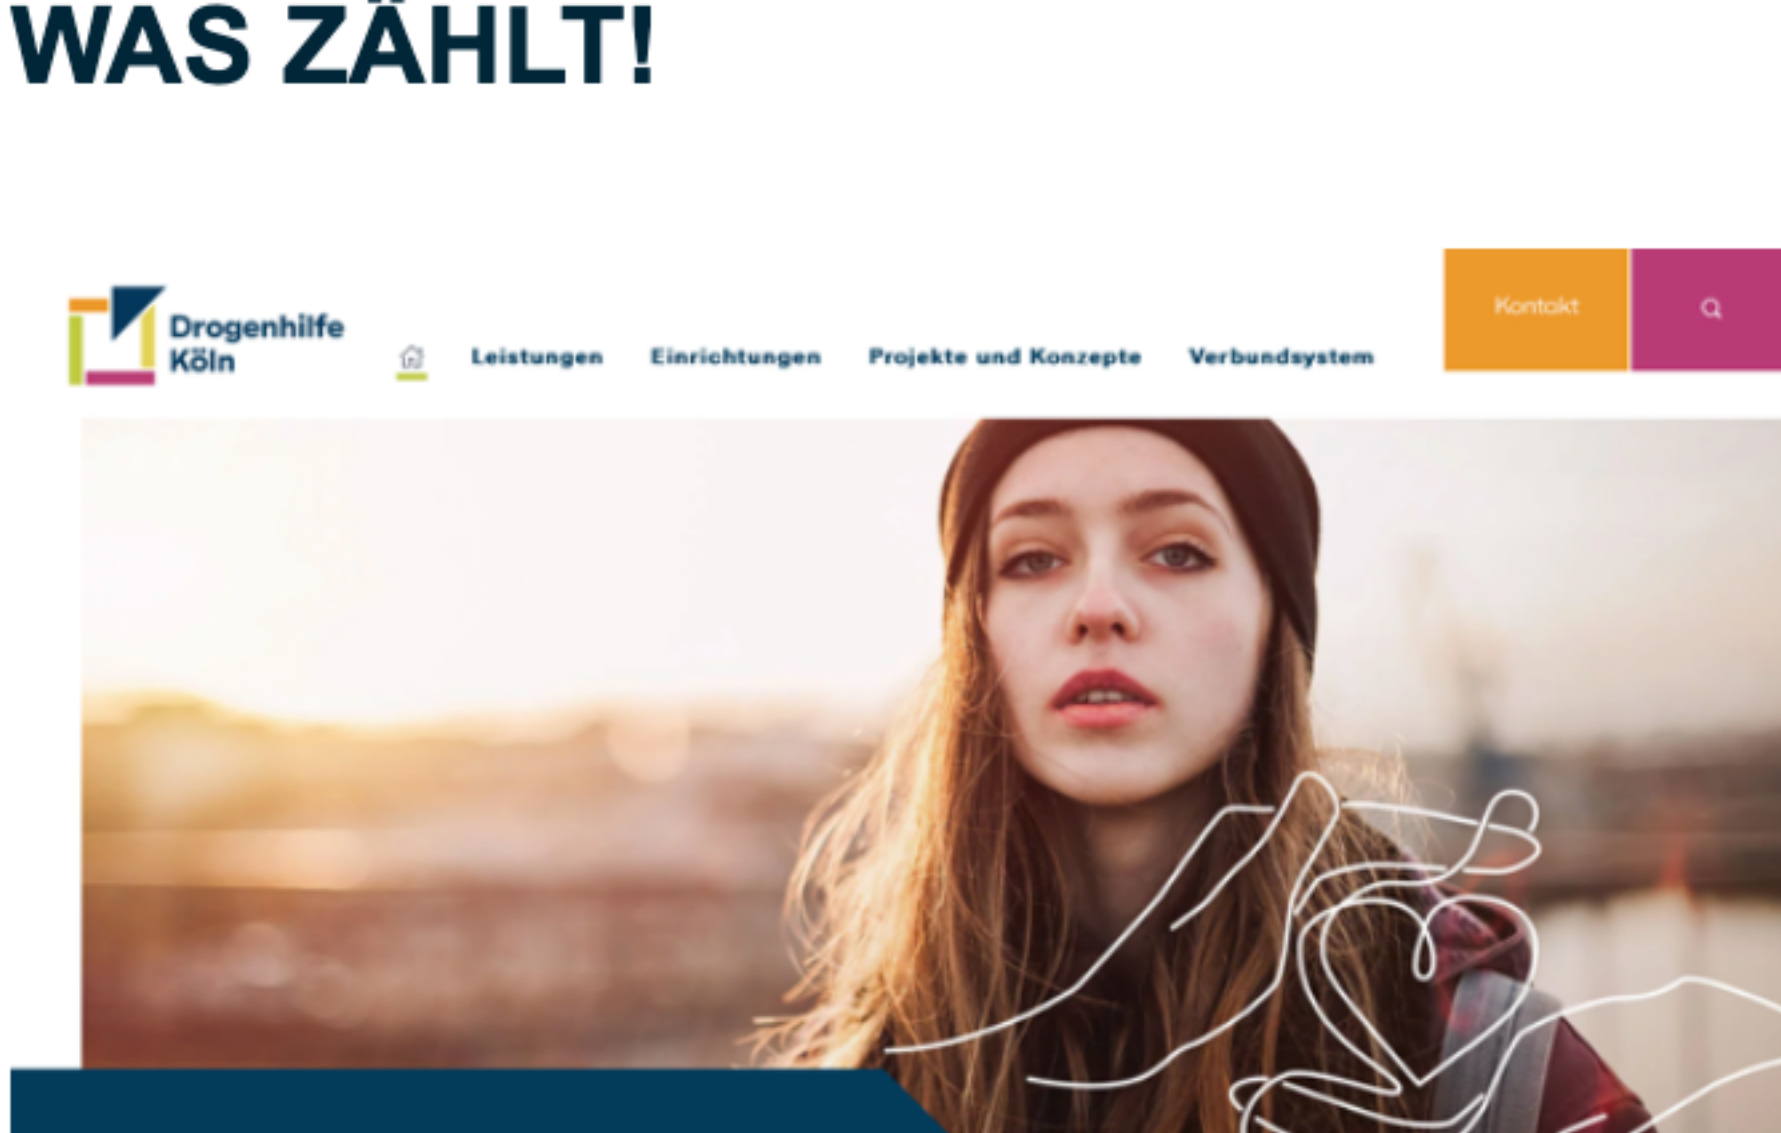 WAS ZÄHLT!
Drogenhilfe
Köln
Leistungen
Einrichtungen
Projekte und Konzepte
Verbundsystem
Kontakt